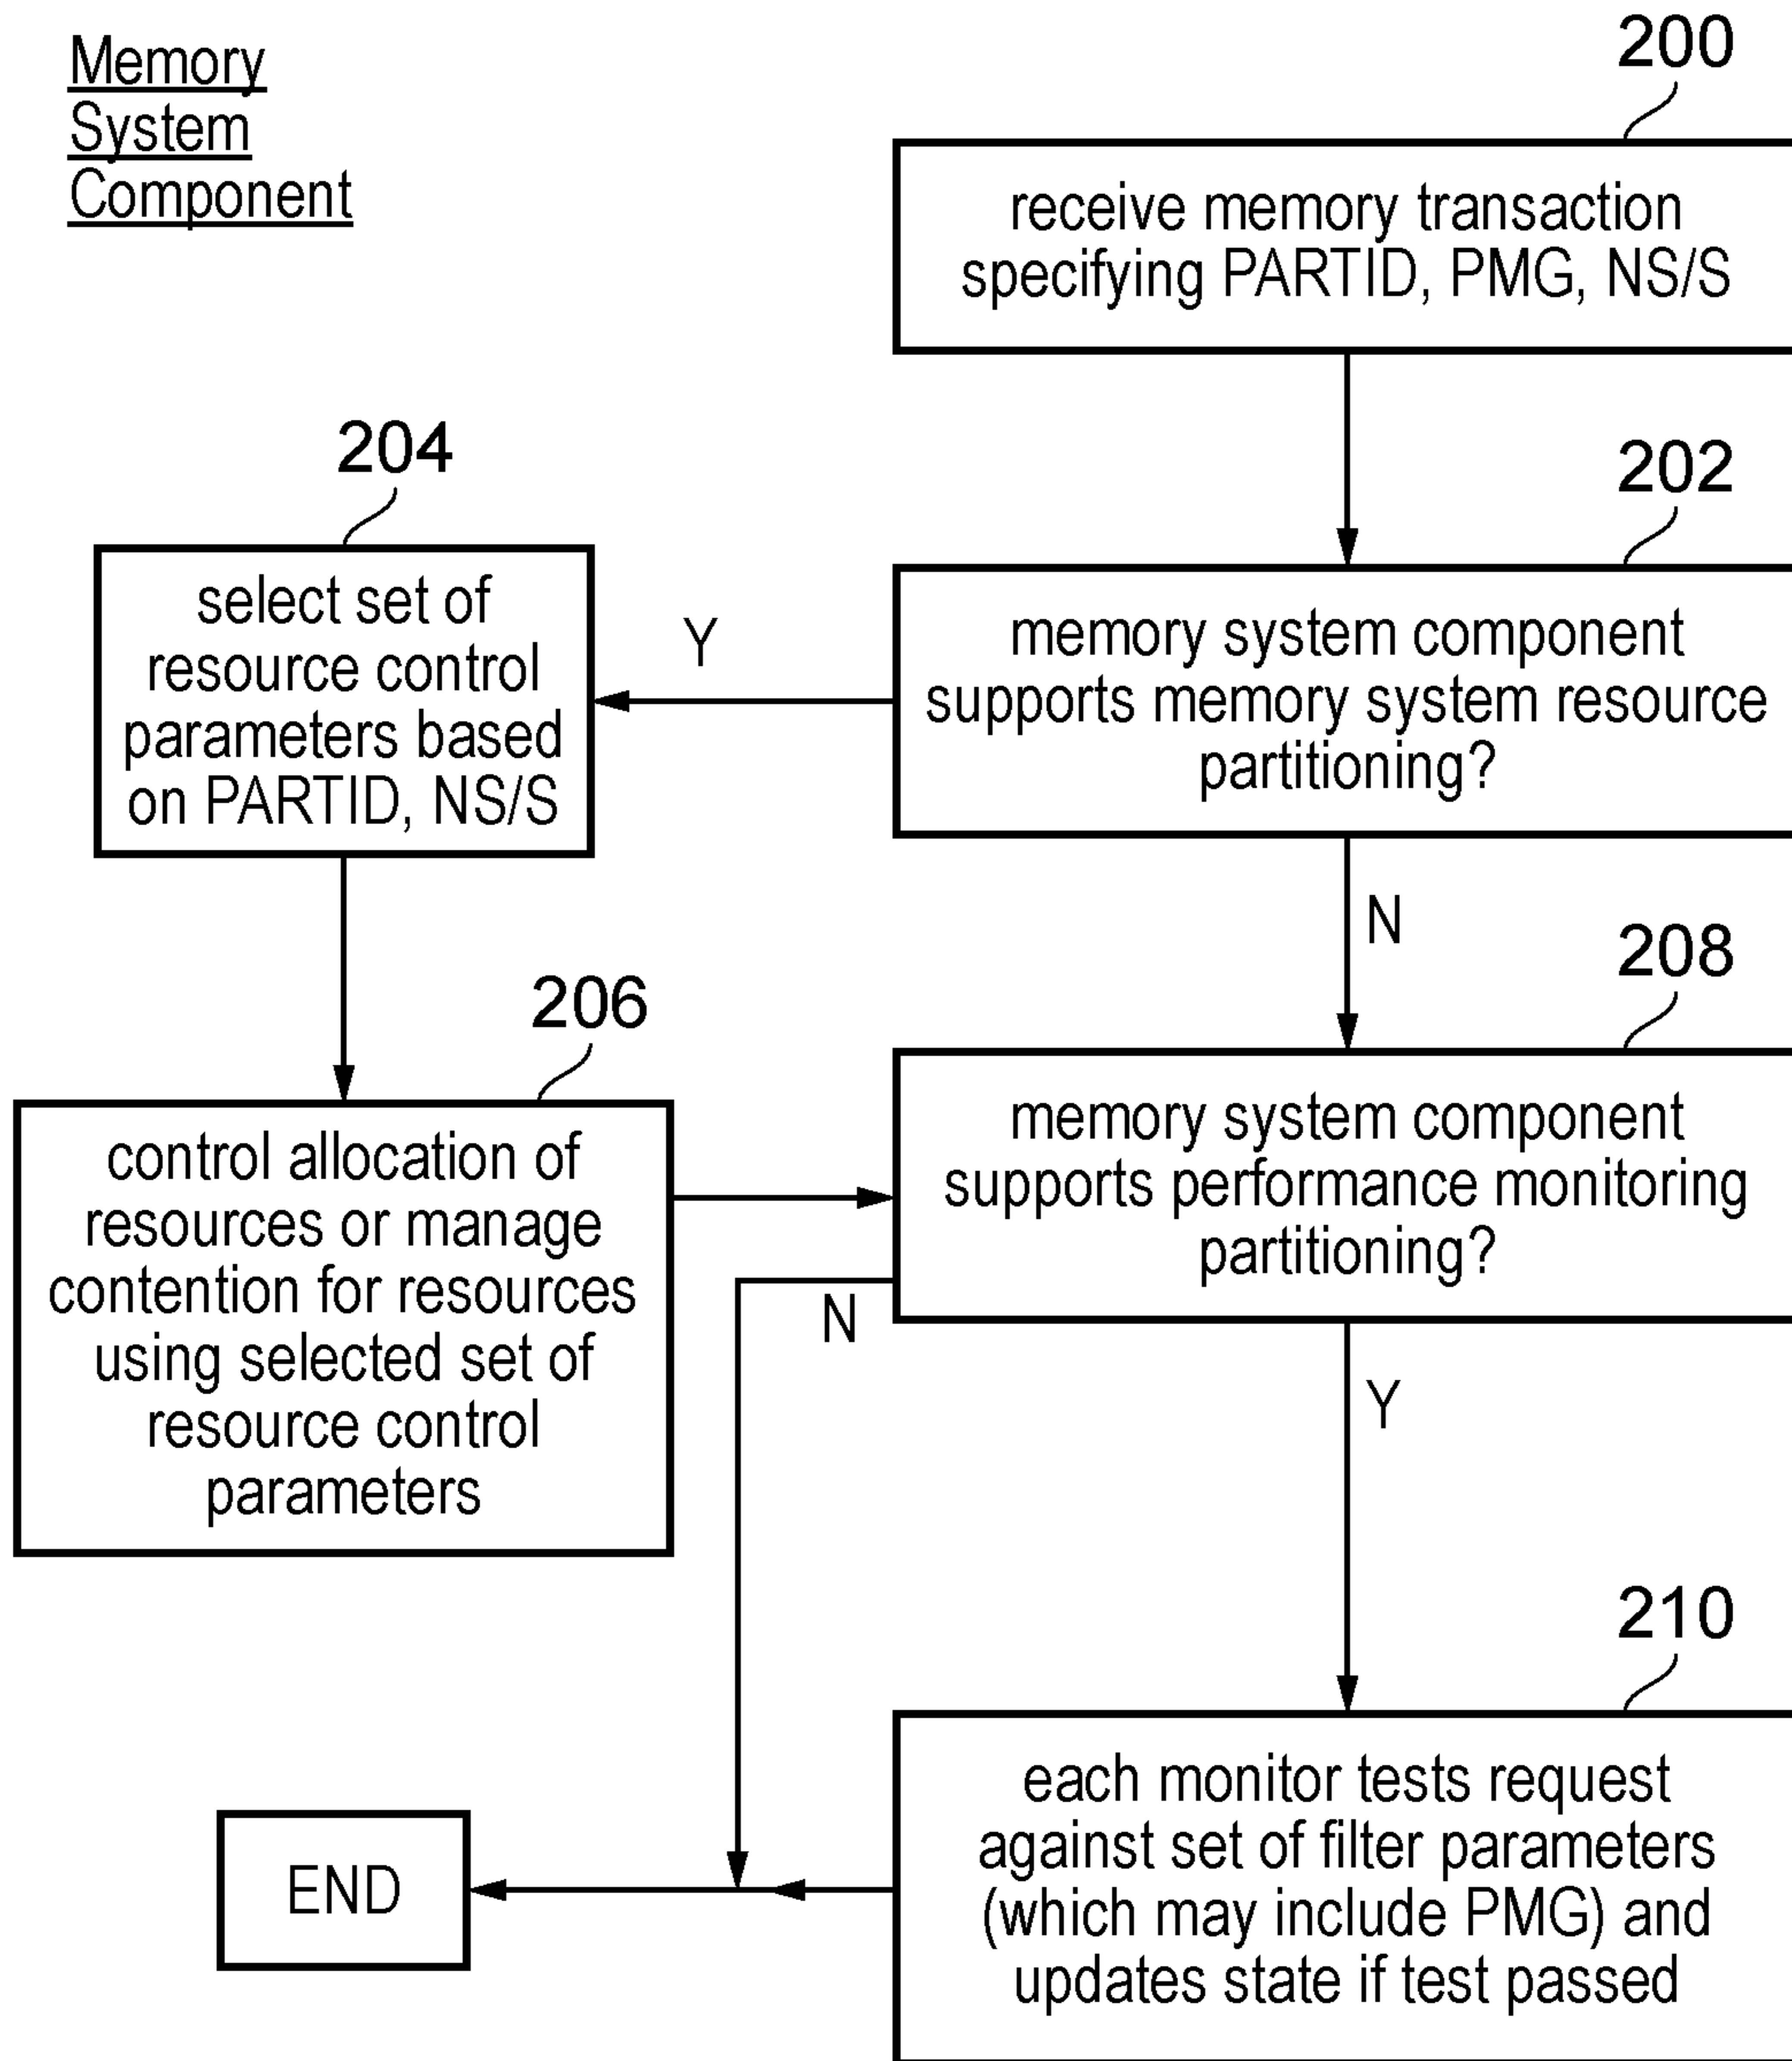 Memory
System
Component
200
receive memory transaction
specifying PARTID, PMG, NS/S
202
memory system component
supports memory system resource
partitioning?
Y
N
204
select set of
resource control
parameters based
on PARTID, NS/S
206
control allocation of
resources or manage
contention for resources
using selected set of
resource control
parameters
208
memory system component
supports performance monitoring
partitioning?
N
Y
210
each monitor tests request
against set of filter parameters
(which may include PMG) and
updates state if test passed
END